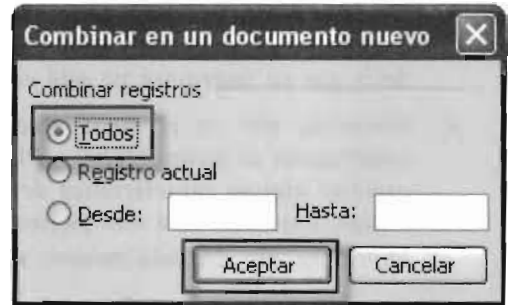 Combinar en un documento nuevo
Combinar registros
Todos
Registro actual
Desde: Hasta:
Aceptar Cancelar